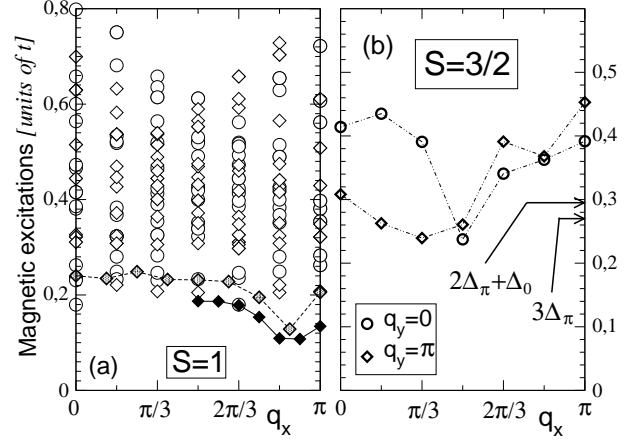 0,8
0,6
0,4
0,2
0
Magnetic excitations [units of t]
(a)
S=1
0
π/3
2π/3
q_x
π
(b)
S=3/2
0,5
0,4
0,3
0,2
0,1
0
2Δ_π+Δ_0
3Δ_π
q_y=0
q_y=π
0
π/3
2π/3
q_x
π